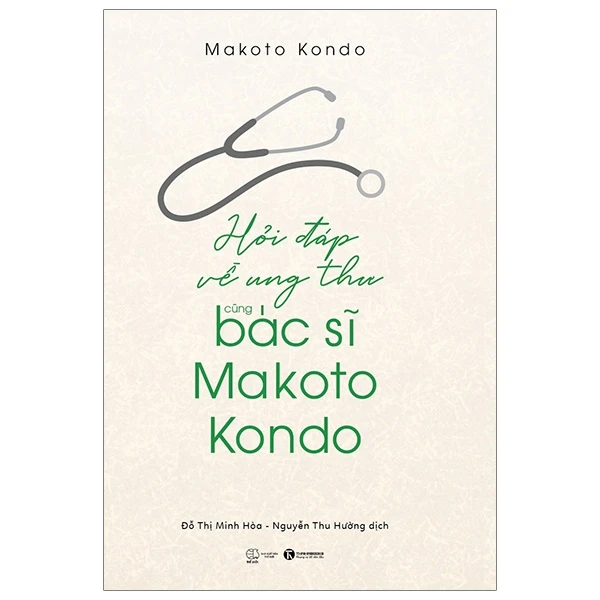 Makoto Kondo
Hỏi đáp
về ung thư
cùng
bác sĩ
Makoto
Kondo
Đỗ Thị Minh Hòa - Nguyễn Thu Hường dịch